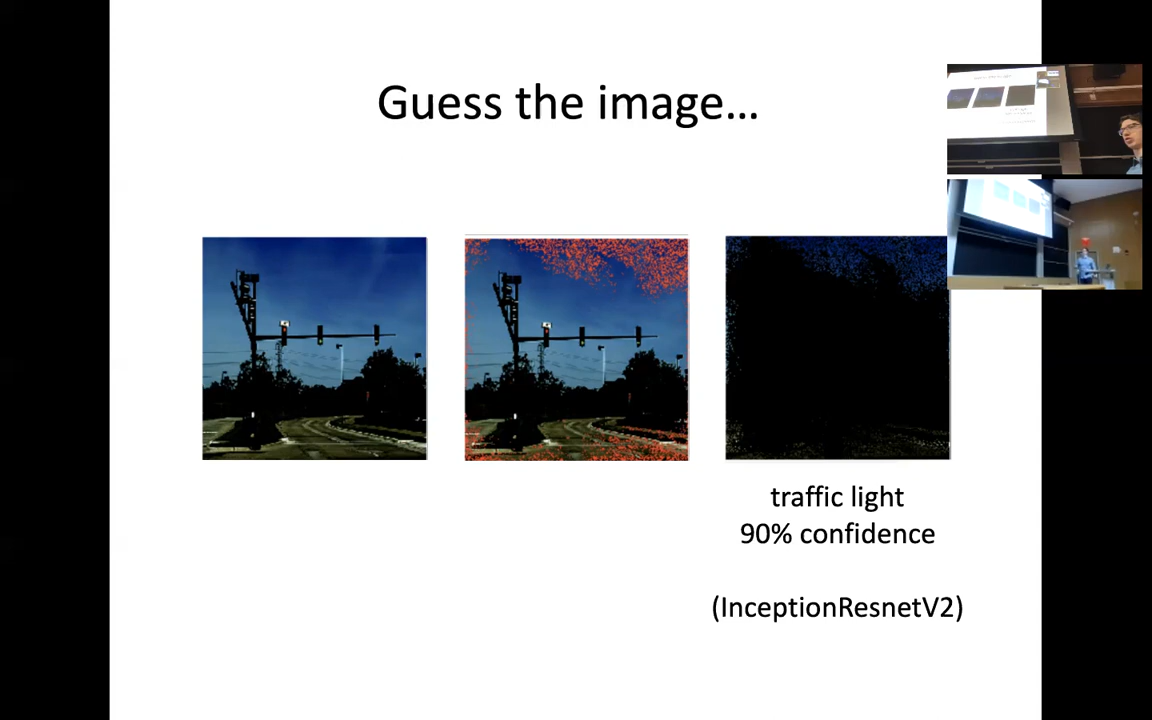 Guess the image…
traffic light
90% confidence
(InceptionResnetV2)